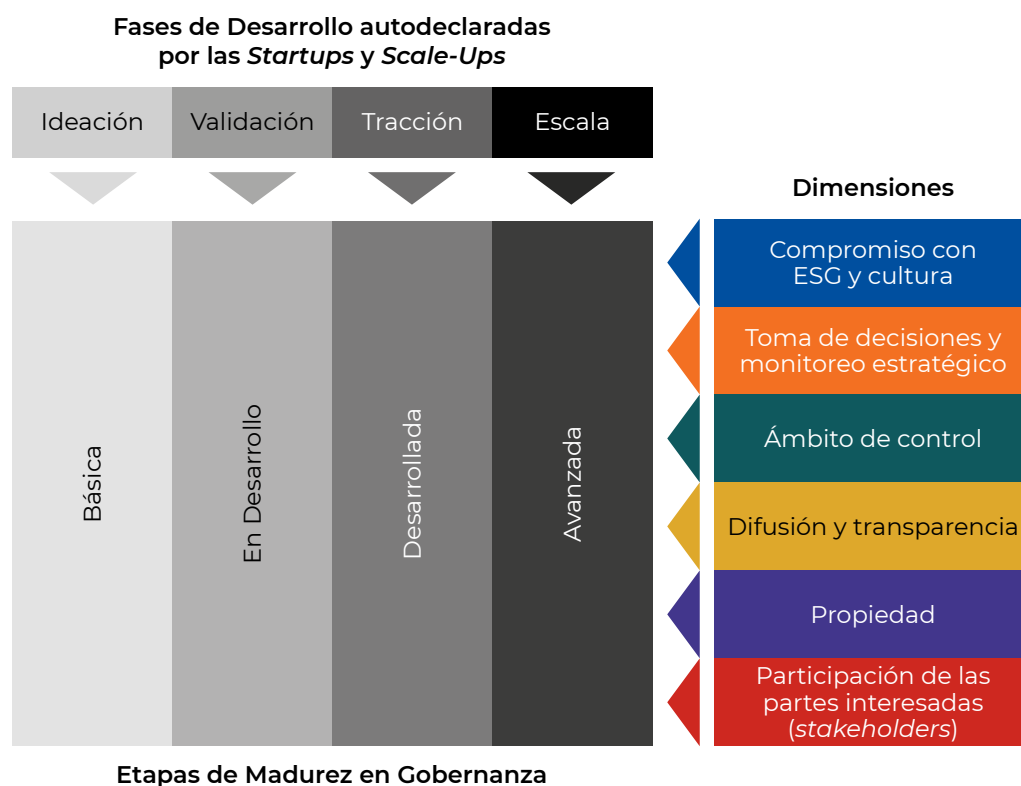 Fases de Desarrollo autodeclaradas
por las Startups y Scale-Ups
Ideación
Validación
Tracción
Escala
Dimensiones
Básica
En Desarrollo
Desarrollada
Avanzada
Compromiso con
ESG y cultura
Toma de decisiones y
monitoreo estratégico
Ámbito de control
Difusión y transparencia
Propiedad
Participación de las
partes interesadas
(stakeholders)
Etapas de Madurez en Gobernanza